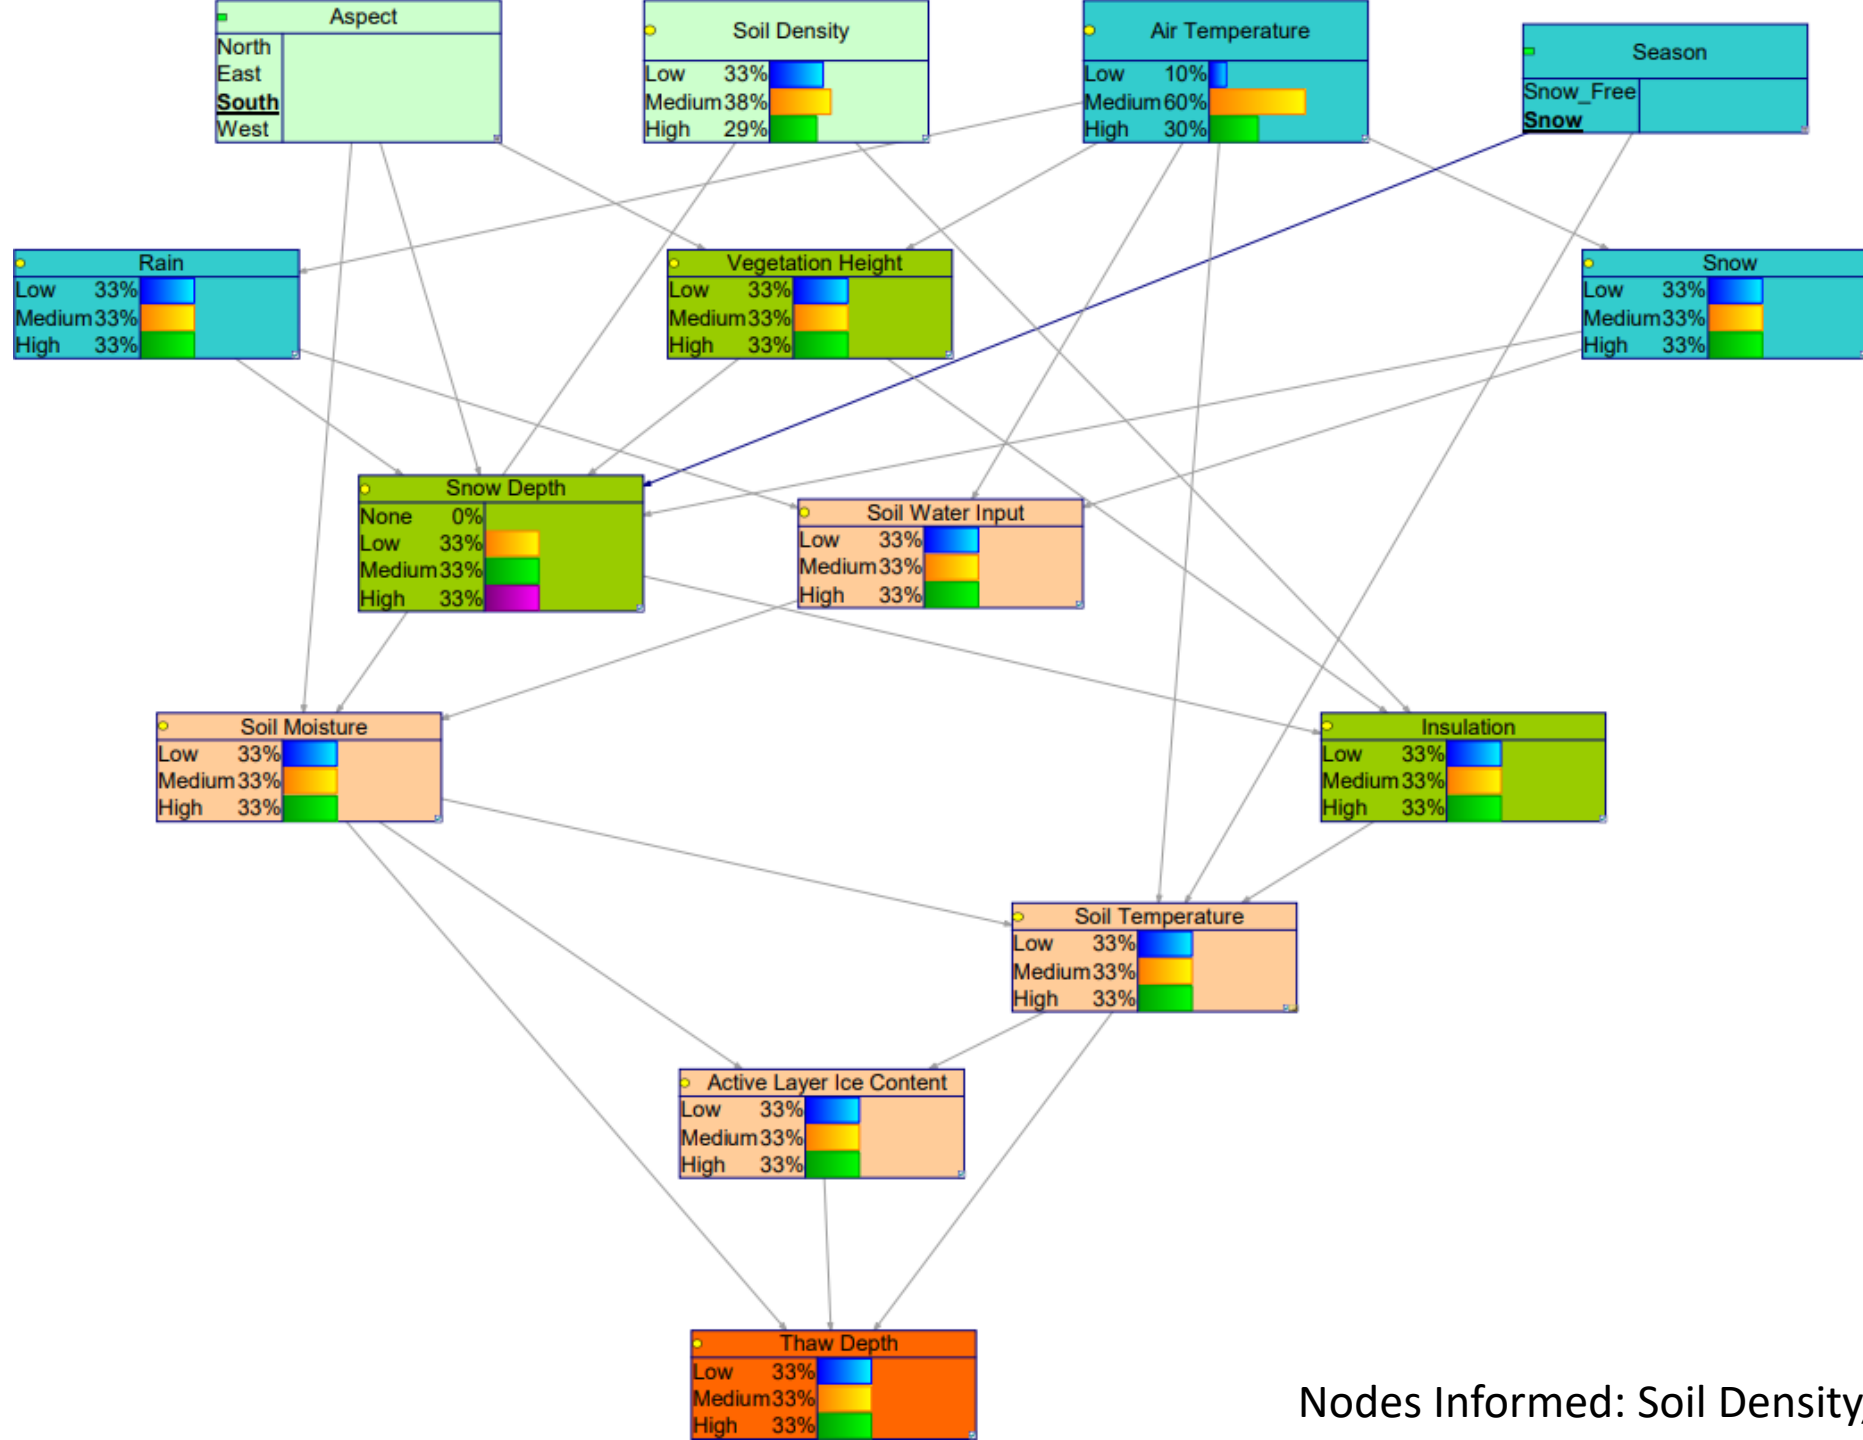 Aspect
North
East
South
West
Soil Density
Low 33%
Medium 38%
High 29%
Air Temperature
Low 10%
Medium 60%
High 30%
Season
Snow_Free
Snow
Rain
Low 33%
Medium 33%
High 33%
Vegetation Height
Low 33%
Medium 33%
High 33%
Snow
Low 33%
Medium 33%
High 33%
Snow Depth
None 0%
Low 33%
Medium 33%
High 33%
Soil Water Input
Low 33%
Medium 33%
High 33%
Soil Moisture
Low 33%
Medium 33%
High 33%
Insulation
Low 33%
Medium 33%
High 33%
Soil Temperature
Low 33%
Medium 33%
High 33%
Active Layer Ice Content
Low 33%
Medium 33%
High 33%
Thaw Depth
Low 33%
Medium 33%
High 33%
Nodes Informed: Soil Density,